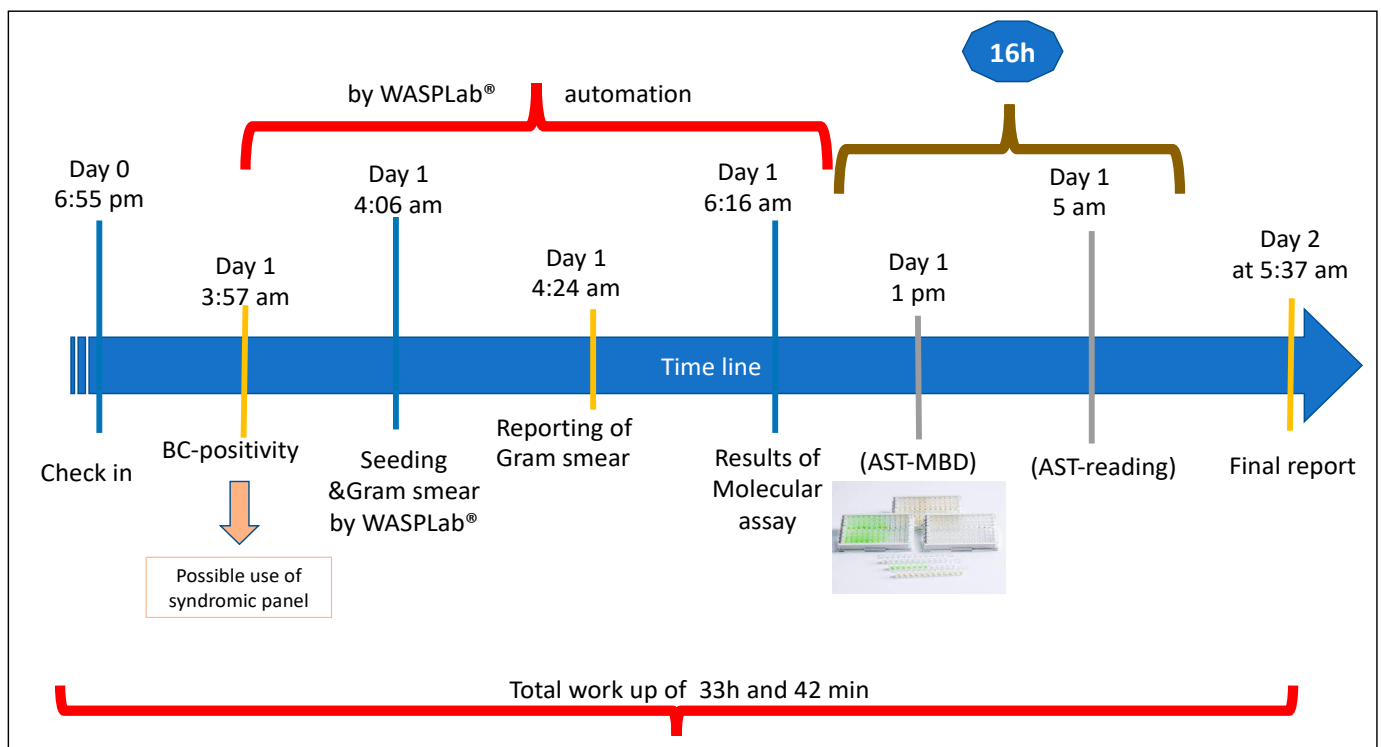 16h
by WASPLab® automation
Day 0
6:55 pm
Day 1
4:06 am
Day 1
6:16 am
Day 1
5 am
Day 1
3:57 am
Day 1
4:24 am
Day 1
1 pm
Day 2
at 5:37 am
Time line
Check in
BC-positivity
Seeding
&Gram smear
by WASPLab®
Reporting of
Gram smear
Results of
Molecular
assay
(AST-MBD)
(AST-reading)
Final report
Possible use of
syndromic panel
Total work up of 33h and 42 min